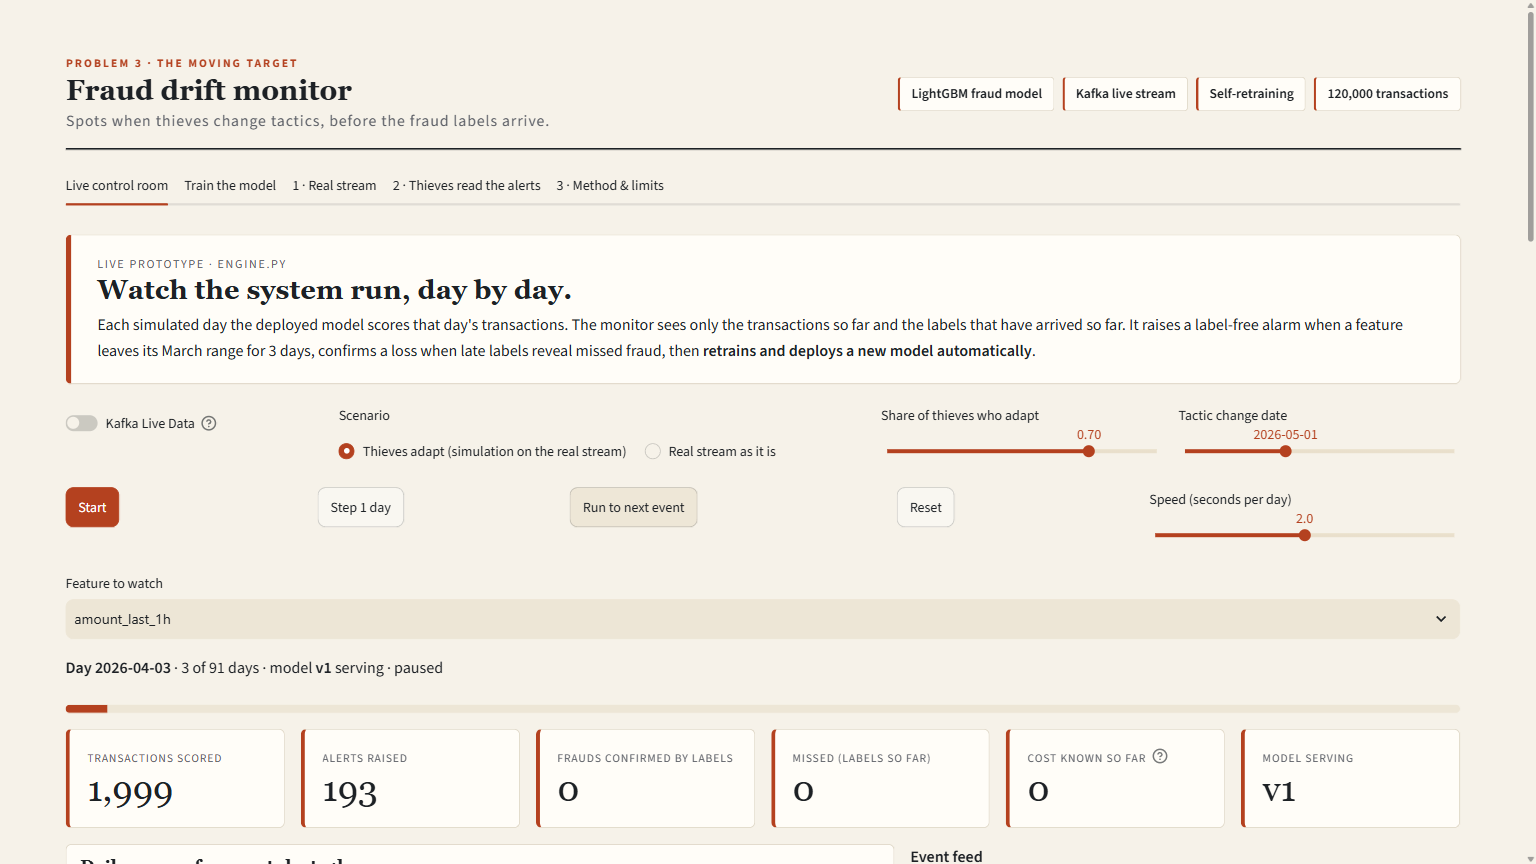 PROBLEM 3 · THE MOVING TARGET
Fraud drift monitor
Spots when thieves change tactics, before the fraud labels arrive.
LightGBM fraud model
Kafka live stream
Self-retraining
120,000 transactions
Live control room
Train the model
1 · Real stream
2 · Thieves read the alerts
3 · Method & limits
LIVE PROTOTYPE · ENGINE.PY
Watch the system run, day by day.
Each simulated day the deployed model scores that day's transactions. The monitor sees only the transactions so far and the labels that have arrived so far. It raises a label-free alarm when a feature
leaves its March range for 3 days, confirms a loss when late labels reveal missed fraud, then retrains and deploys a new model automatically.
Kafka Live Data
Scenario
Thieves adapt (simulation on the real stream)
Real stream as it is
Share of thieves who adapt
0.70
Tactic change date
2026-05-01
Start
Step 1 day
Run to next event
Reset
Speed (seconds per day)
2.0
Feature to watch
amount_last_1h
Day 2026-04-03 · 3 of 91 days · model v1 serving · paused
TRANSACTIONS SCORED
1,999
ALERTS RAISED
193
FRAUDS CONFIRMED BY LABELS
0
MISSED (LABELS SO FAR)
0
COST KNOWN SO FAR
0
MODEL SERVING
v1
Event feed